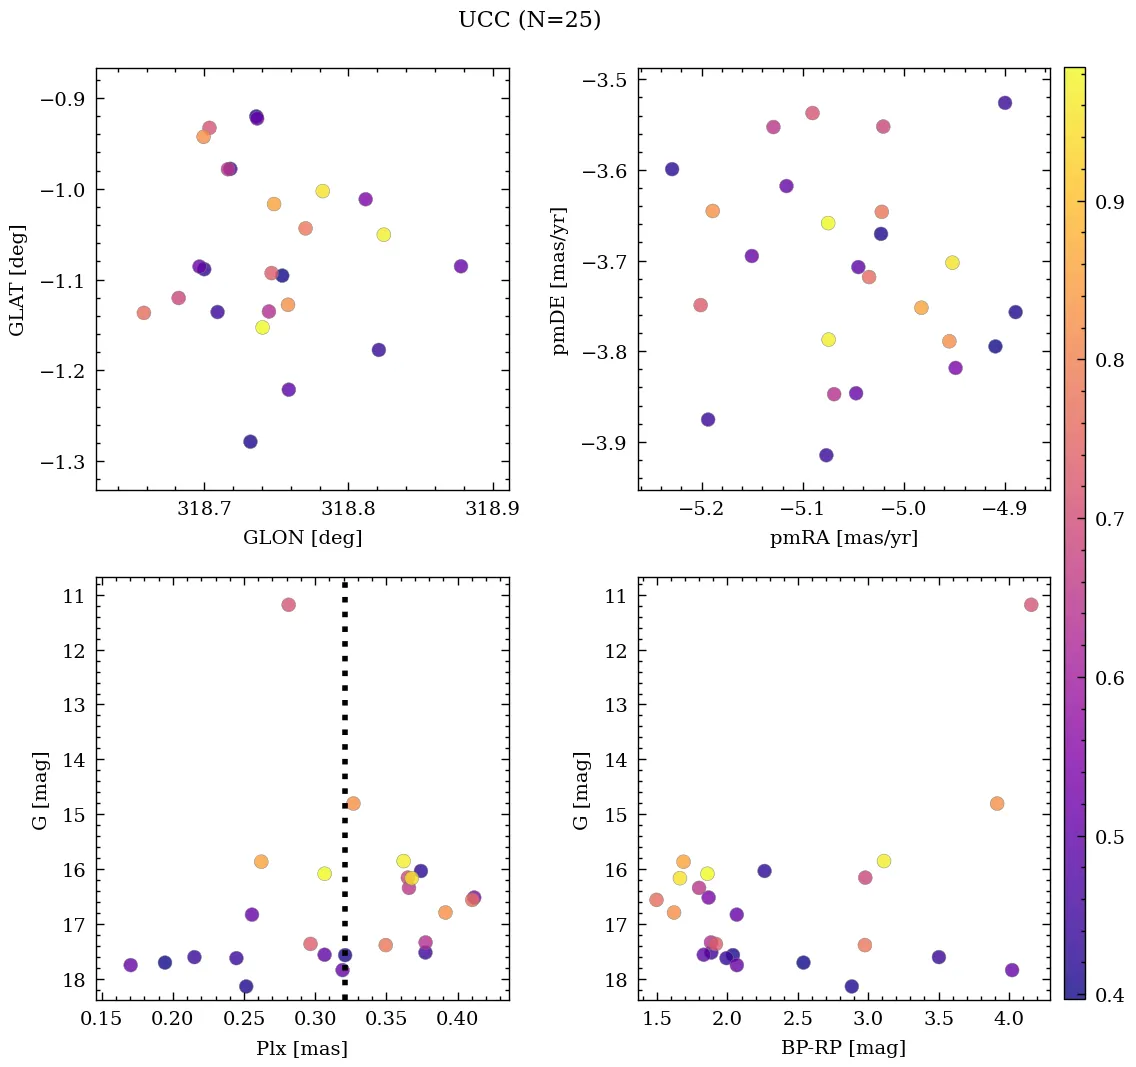 UCC (N=25)
−0.9
−1.0
−1.1
−1.2
−1.3
GLAT [deg]
318.7 318.8 318.9
GLON [deg]
−3.5
−3.6
−3.7
−3.8
−3.9
pmDE [mas/yr]
−5.2 −5.1 −5.0 −4.9
pmRA [mas/yr]
11
12
13
14
15
16
17
18
G [mag]
0.15 0.20 0.25 0.30 0.35 0.40
Plx [mas]
11
12
13
14
15
16
17
18
G [mag]
1.5 2.0 2.5 3.0 3.5 4.0
BP-RP [mag]
0.9
0.8
0.7
0.6
0.5
0.4